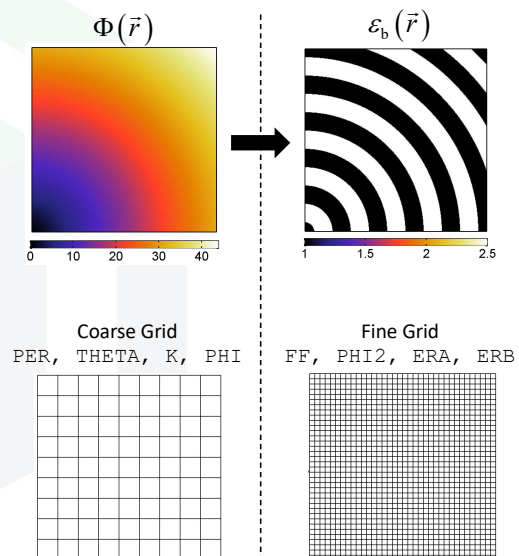 Φ(r⃗)
ε_b(r⃗)
0 10 20 30 40
1 1.5 2 2.5
Coarse Grid
PER, THETA, K, PHI
Fine Grid
FF, PHI2, ERA, ERB